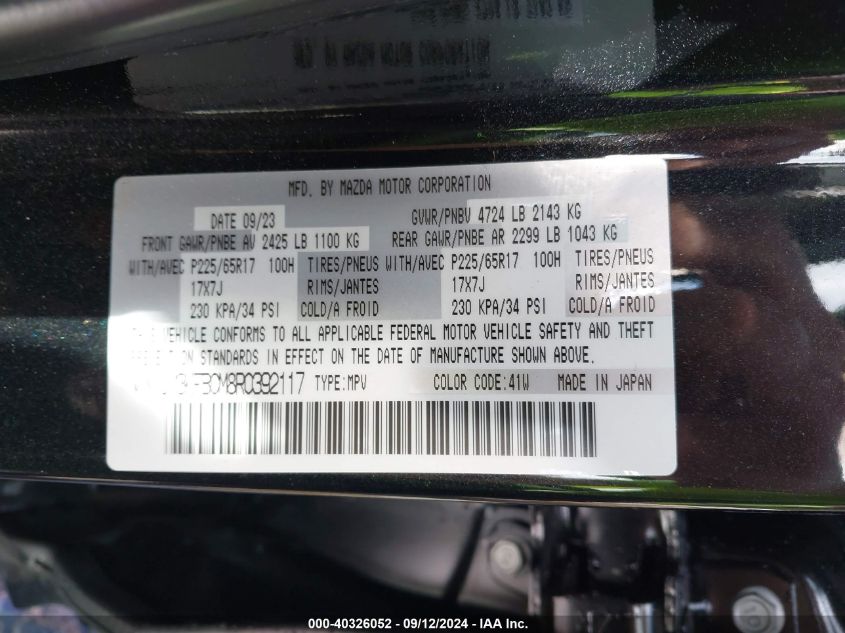 MFD. BY MAZDA MOTOR CORPORATION
DATE 09/23 GVWR/PNBV 4724 LB 2143 KG
FRONT GAWR/PNBE AV 2425 LB 1100 KG REAR GAWR/PNBE AR 2299 LB 1043 KG
WITH/AVEC P225/65R17 100H TIRES/PNEUS WITH/AVEC P225/65R17 100H TIRES/PNEUS
17X7J RIMS/JANTES 17X7J RIMS/JANTES
230 KPA/34 PSI COLD/A FROID 230 KPA/34 PSI COLD/A FROID
VEHICLE CONFORMS TO ALL APPLICABLE FEDERAL MOTOR VEHICLE SAFETY AND THEFT
STANDARDS IN EFFECT ON THE DATE OF MANUFACTURE SHOWN ABOVE.
TYPE:MPV COLOR CODE:41W MADE IN JAPAN
000-40326052 - 09/12/2024 - IAA Inc.